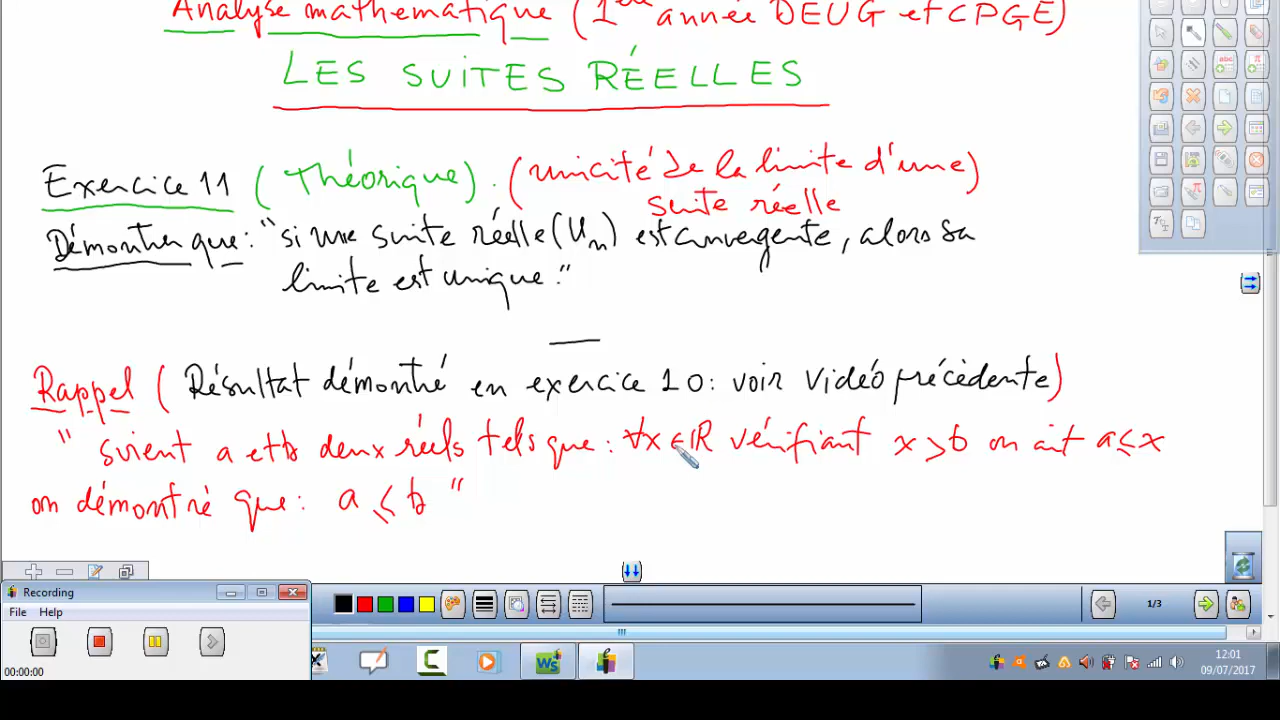 Analyse mathématique (1ère année DEUG et CPGE)
LES SUITES RÉELLES
Exercice 11 (Théorique). (unicité de la limite d'une
suite réelle)
Démontrer que: "si une suite réelle (Un) est convergente, alors sa
limite est unique."
Rappel (Résultat démontré en exercice 10: voir vidéo précédente)
"soient a et b deux réels tels que: ∀x∈IR vérifiant x>b on ait a≤x
on démontré que: a ≤ b"
Recording
File Help
00:00:00
1/3
12:01
09/07/2017